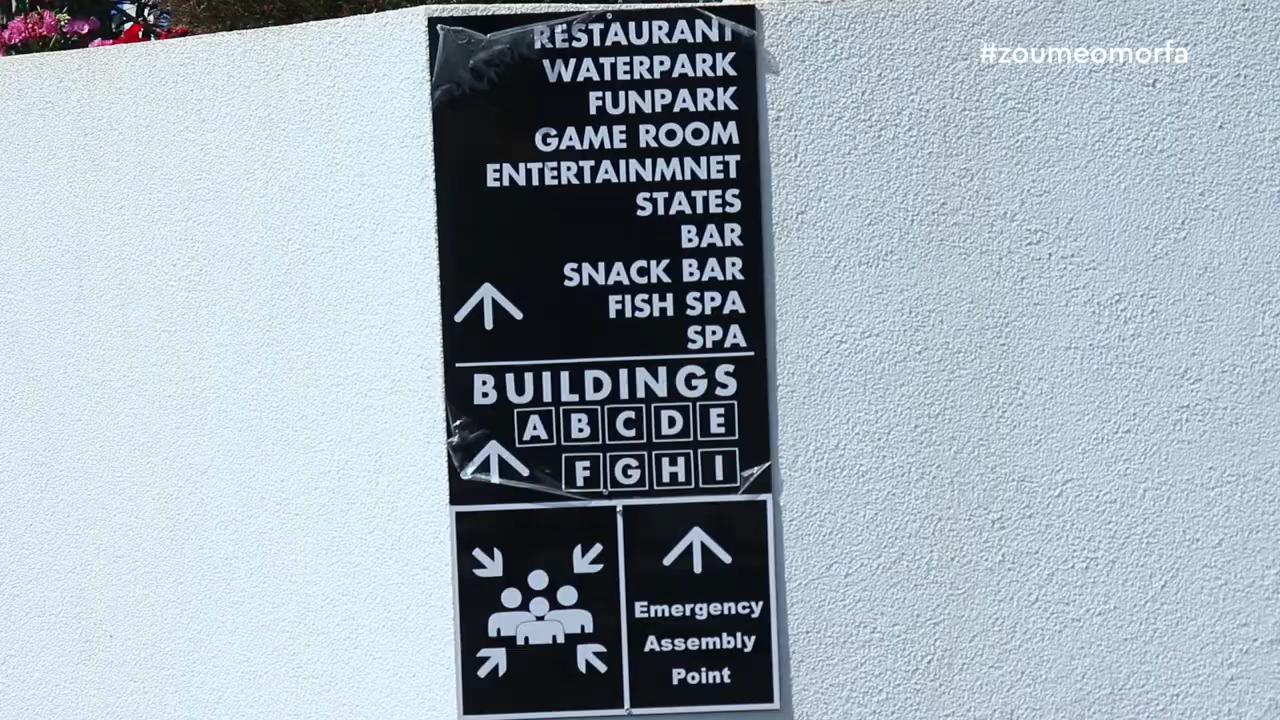 #zoumeomorfa
RESTAURANT
WATERPARK
FUNPARK
GAME ROOM
ENTERTAINMNET
STATES
BAR
SNACK BAR
FISH SPA
SPA
BUILDINGS
A B C D E
F G H I
Emergency
Assembly
Point